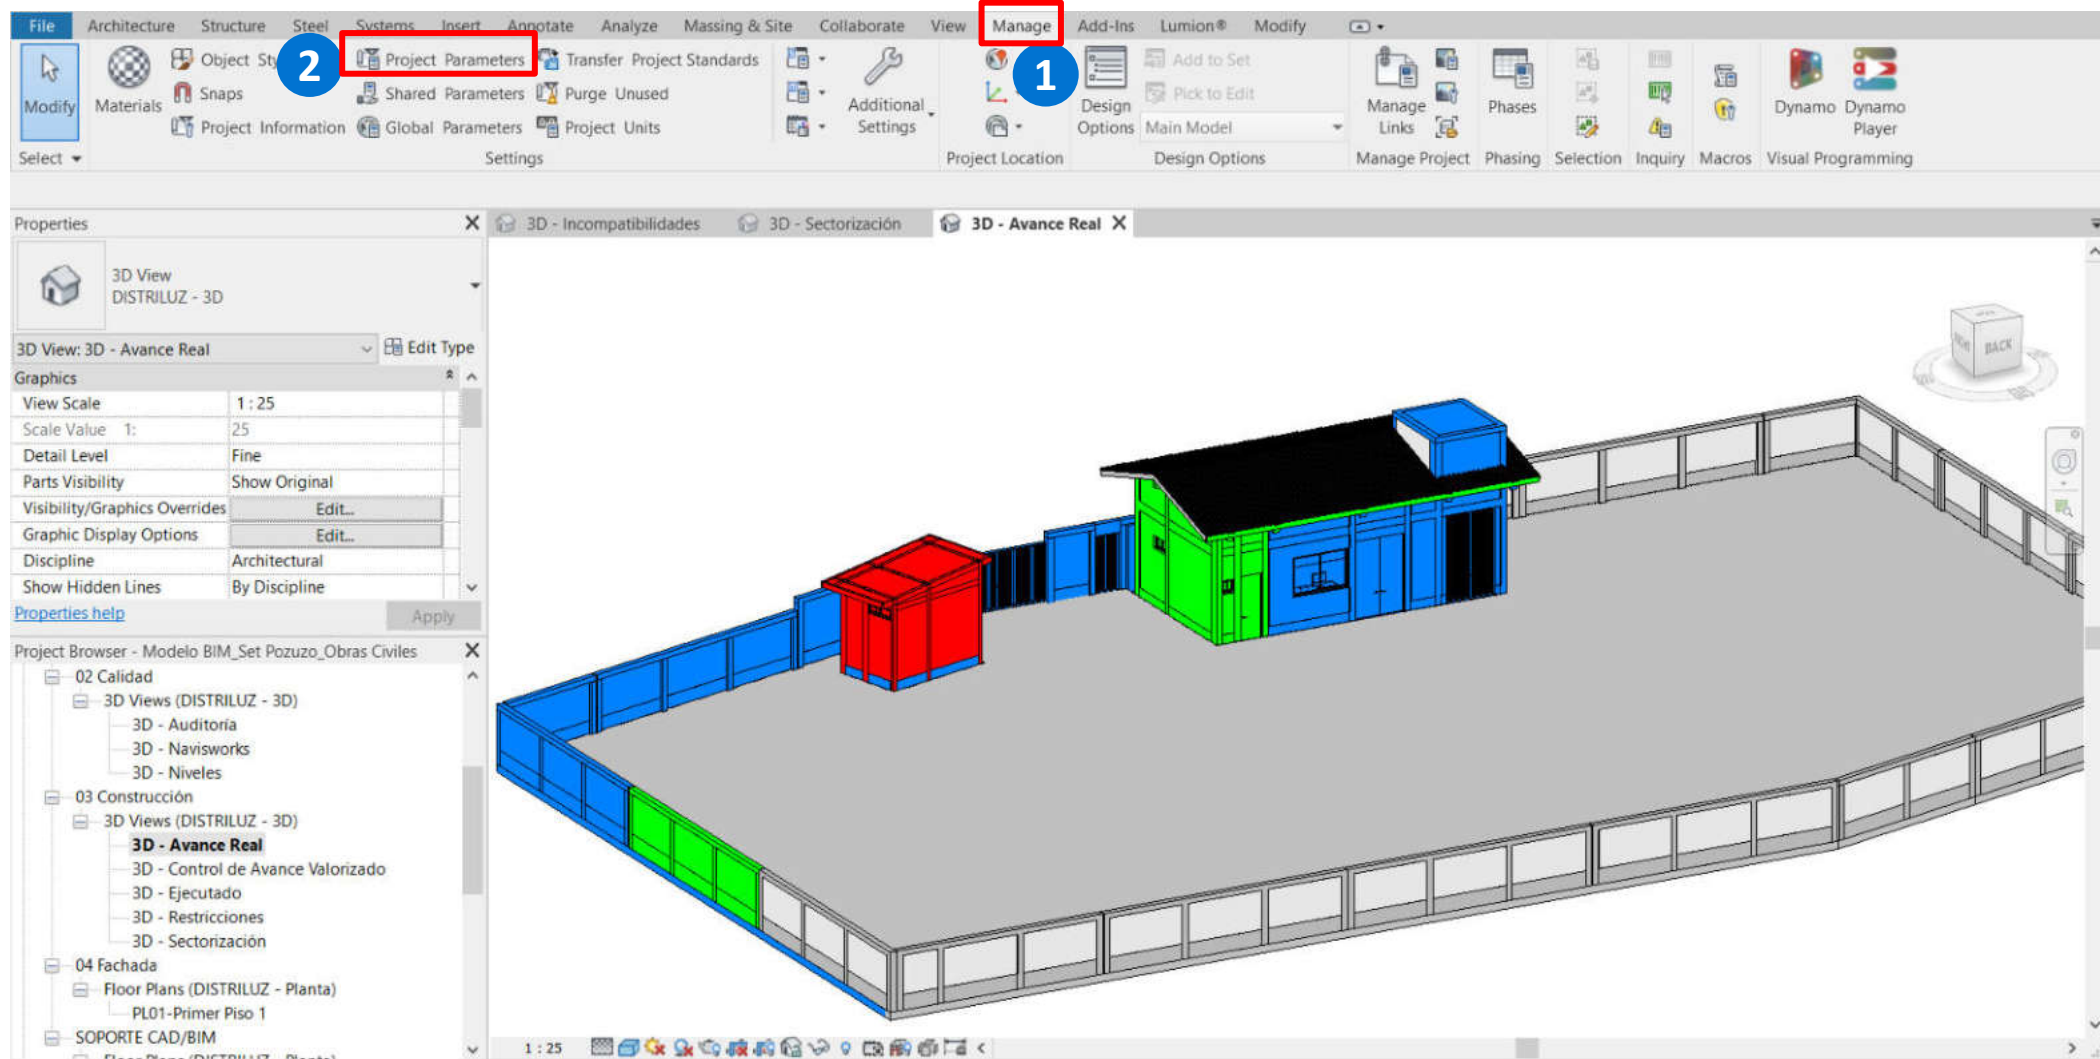 File Architecture Structure Steel Systems Insert Annotate Analyze Massing & Site Collaborate View Manage Add-Ins Lumion® Modify
2 1
Modify
Materials
Object
Snaps
Project Information
Project Parameters
Shared Parameters
Global Parameters
Transfer Project Standards
Purge Unused
Project Units
Additional
Settings
Design
Options
Add to Set
Pick to Edit
Main Model
Manage
Links
Phases
Dynamo
Dynamo
Player
Select Settings Project Location Design Options Manage Project Phasing Selection Inquiry Macros Visual Programming
Properties
3D - Incompatibilidades 3D - Sectorización 3D - Avance Real
3D View
DISTRILUZ - 3D
3D View: 3D - Avance Real Edit Type
Graphics
View Scale 1 : 25
Scale Value 1: 25
Detail Level Fine
Parts Visibility Show Original
Visibility/Graphics Overrides Edit...
Graphic Display Options Edit...
Discipline Architectural
Show Hidden Lines By Discipline
Properties help Apply
BACK
Project Browser - Modelo BIM_Set Pozuzo_Obras Civiles
02 Calidad
3D Views (DISTRILUZ - 3D)
3D - Auditoría
3D - Navisworks
3D - Niveles
03 Construcción
3D Views (DISTRILUZ - 3D)
3D - Avance Real
3D - Control de Avance Valorizado
3D - Ejecutado
3D - Restricciones
3D - Sectorización
04 Fachada
Floor Plans (DISTRILUZ - Planta)
PL01-Primer Piso 1
SOPORTE CAD/BIM
1 : 25